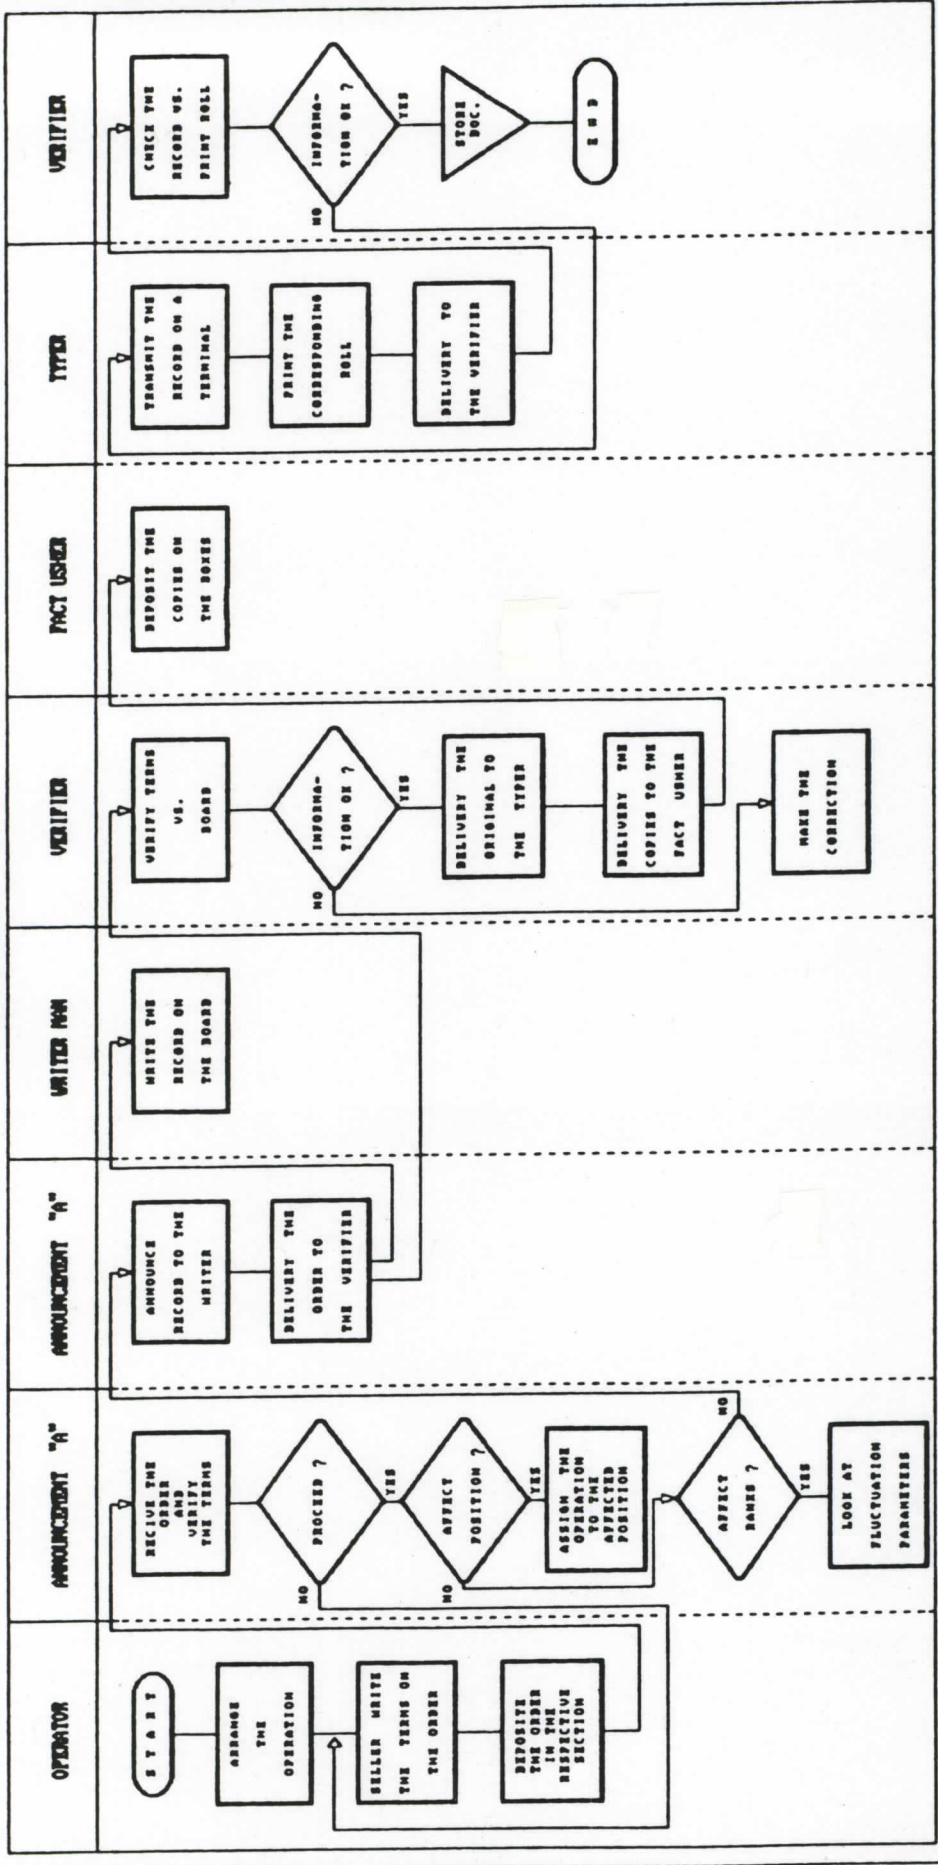 OPERATOR
ANNOUNCEMENT "A"
ANNOUNCEMENT "A"
WRITER MAN
VERIFIER
FACT USHER
TYPER
VERIFIER
S T A R T
ARRANGE
THE
OPERATION
SELLER WRITE
THE TERMS ON
THE ORDER
DEPOSITE
THE ORDER
IN THE
RESPECTIVE
SECTION
RECIVE THE
ORDER
AND
VERIFY
THE TERMS
PROCEED ?
NO
YES
AFFECT
POSITION ?
NO
YES
ASSIGN THE
OPERATION
TO THE
AFFECTED
POSITION
AFFECT
RANKS ?
NO
YES
LOOK AT
FLUCTUATION
PARAMETERS
ANNOUNCE
RECORD TO THE
WRITER
DELIVERY THE
ORDER TO
THE VERIFIER
WRITE THE
RECORD ON
THE BOARD
VERIFY TERMS
VS.
BOARD
INFORMA-
TION OK ?
NO
YES
DELIVERY THE
ORIGINAL TO
THE TYPER
DELIVERY THE
COPIES TO THE
FACT USHER
MAKE THE
CORRECTION
DEPOSIT THE
COPIES ON
THE BOXES
TRANSMIT THE
RECORD ON A
TERMINAL
PRINT THE
CORRESPONDING
ROLL
DELIVERY TO
THE VERIFIER
CHECK THE
RECORD VS.
PRINT ROLL
INFORMA-
TION OK ?
NO
YES
STORE
DOC.
E N D